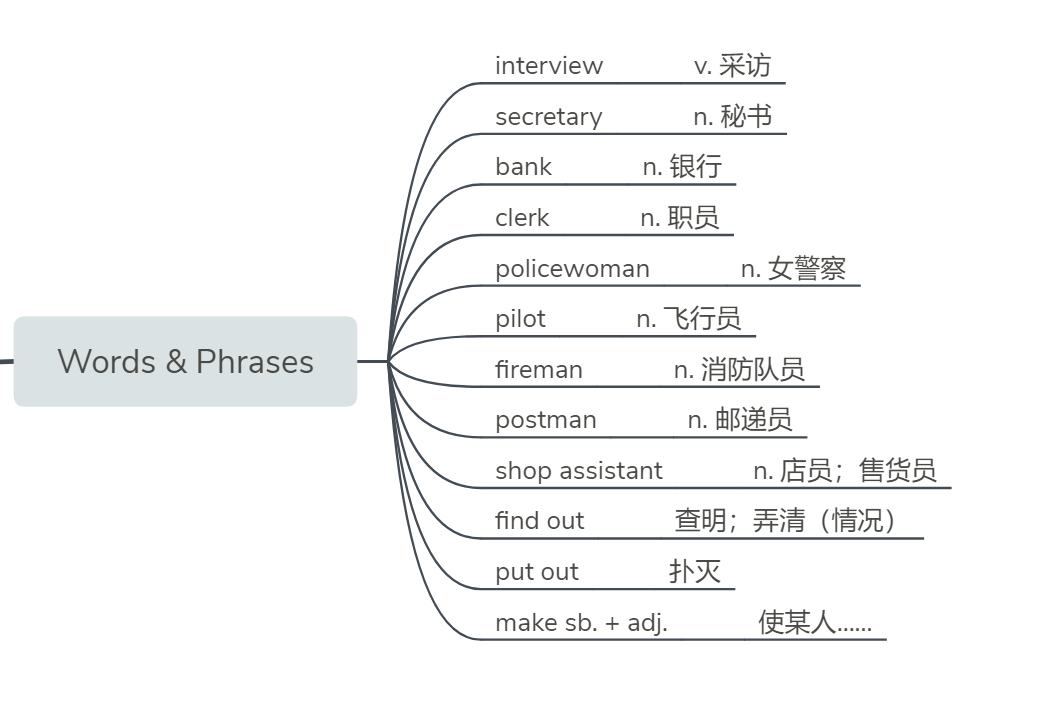 Words & Phrases
interview v. 采访
secretary n. 秘书
bank n. 银行
clerk n. 职员
policewoman n. 女警察
pilot n. 飞行员
fireman n. 消防队员
postman n. 邮递员
shop assistant n. 店员；售货员
find out 查明；弄清（情况）
put out 扑灭
make sb. + adj. 使某人……